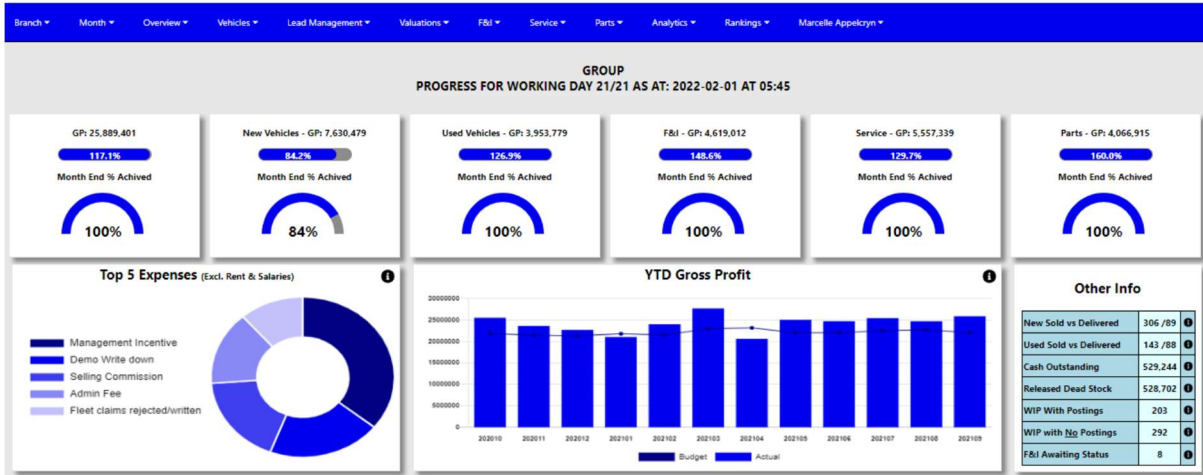 Branch Month Overview Vehicles Lead Management Valuations F&I Service Parts Analytics Rankings Marcelle Appelcryn
GROUP
PROGRESS FOR WORKING DAY 21/21 AS AT: 2022-02-01 AT 05:45
GP: 25,889,401
117.1%
Month End % Achived
100%
New Vehicles - GP: 7,630,479
84.2%
Month End % Achived
84%
Used Vehicles - GP: 3,953,779
126.9%
Month End % Achived
100%
F&I - GP: 4,619,012
148.6%
Month End % Achived
100%
Service - GP: 5,557,339
129.7%
Month End % Achived
100%
Parts - GP: 4,066,915
160.0%
Month End % Achived
100%
Top 5 Expenses (Excl. Rent & Salaries)
Management Incentive
Demo Write down
Selling Commission
Admin Fee
Fleet claims rejected/written
YTD Gross Profit
30000000
25000000
20000000
15000000
10000000
5000000
0
202010 202011 202012 202101 202102 202103 202104 202105 202106 202107 202108 202109
Budget Actual
Other Info
New Sold vs Delivered 306 /89
Used Sold vs Delivered 143 /88
Cash Outstanding 529,244
Released Dead Stock 528,702
WIP With Postings 203
WIP with No Postings 292
F&I Awaiting Status 8